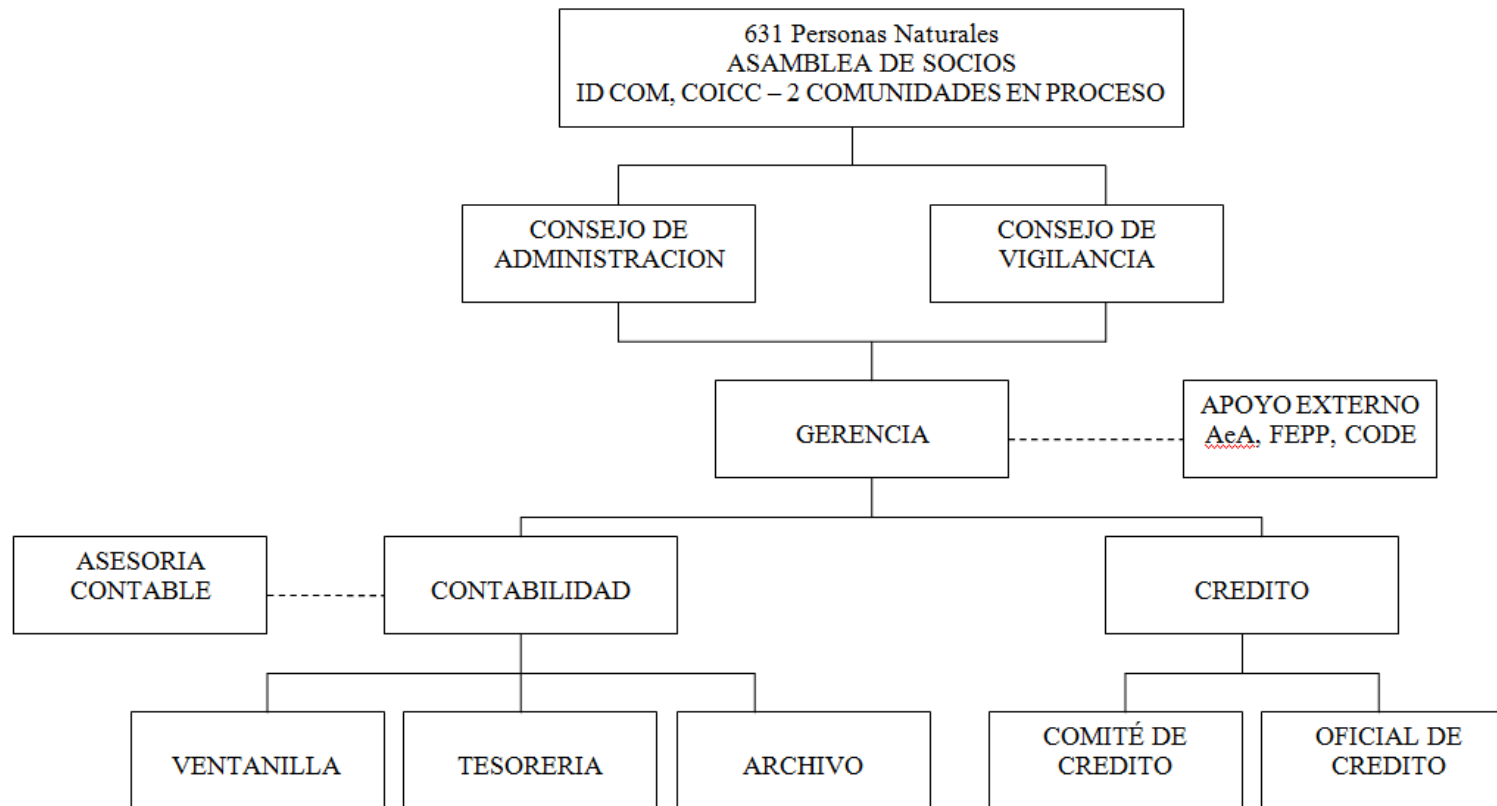 631 Personas Naturales
ASAMBLEA DE SOCIOS
ID COM, COICC – 2 COMUNIDADES EN PROCESO
CONSEJO DE
ADMINISTRACION
CONSEJO DE
VIGILANCIA
GERENCIA
APOYO EXTERNO
AeA, FEPP, CODE
ASESORIA
CONTABLE
CONTABILIDAD
CREDITO
VENTANILLA
TESORERIA
ARCHIVO
COMITÉ DE
CREDITO
OFICIAL DE
CREDITO